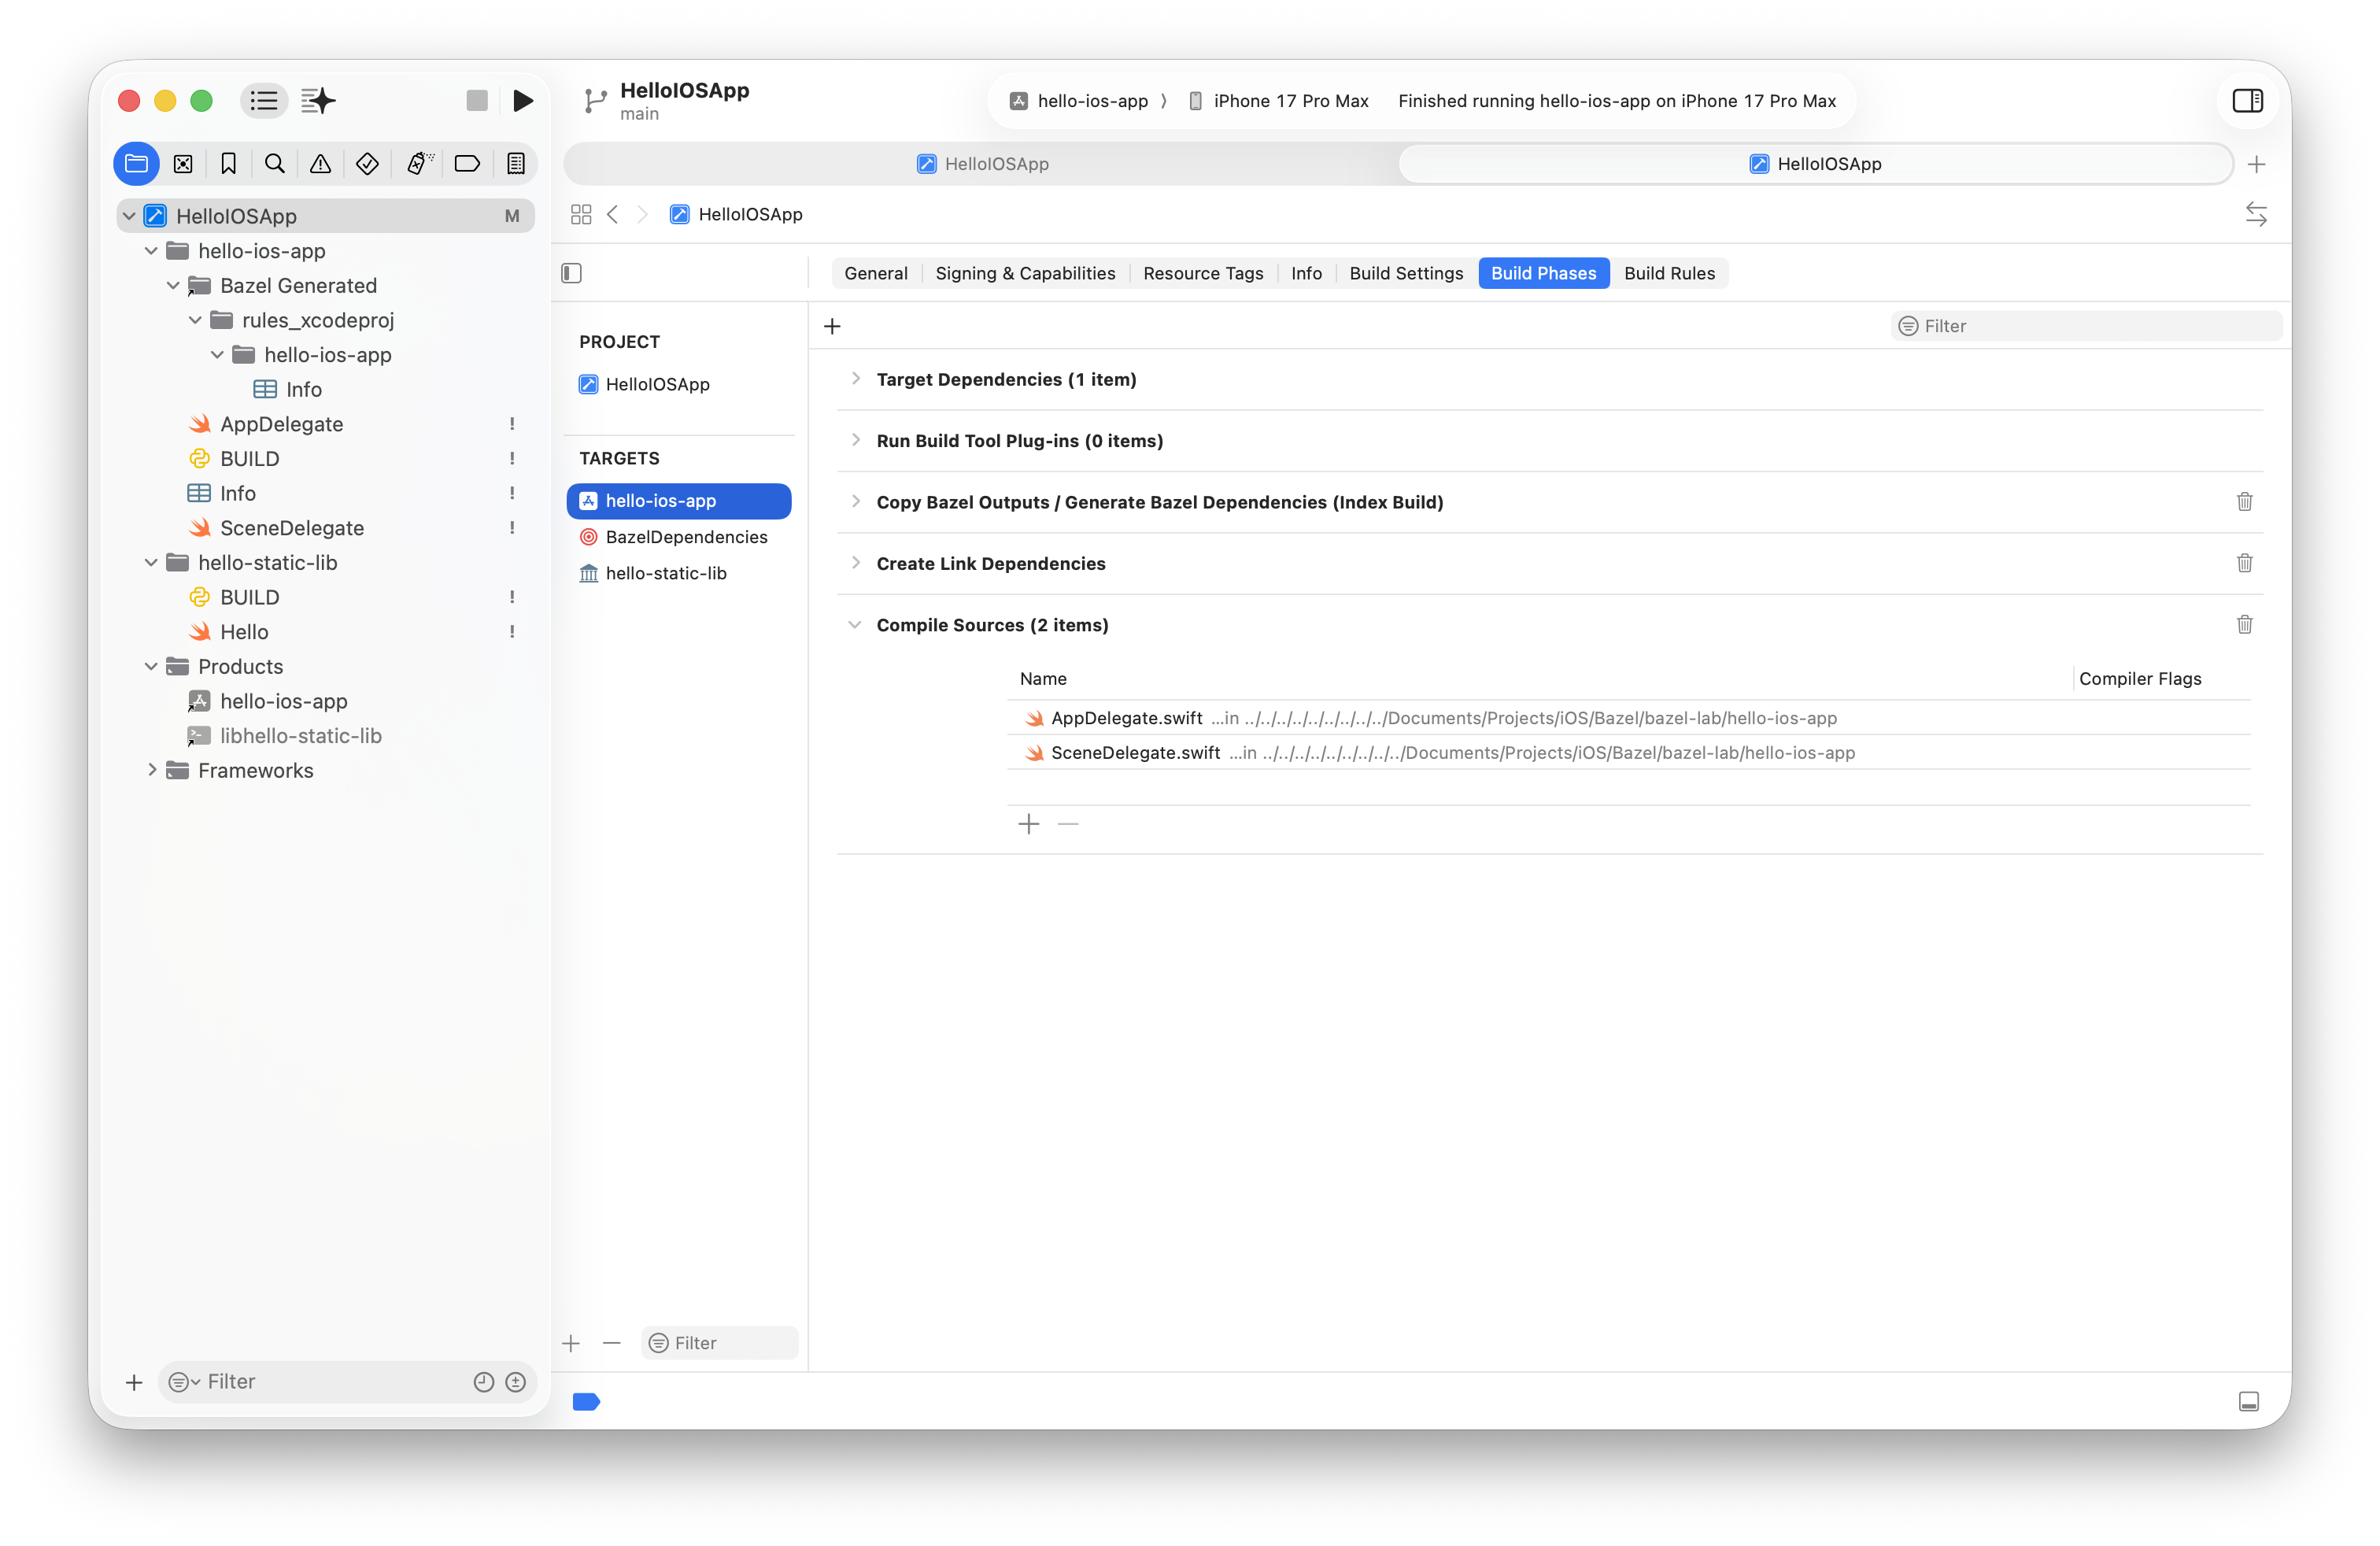 HelloIOSApp
main
hello-ios-app
iPhone 17 Pro Max
Finished running hello-ios-app on iPhone 17 Pro Max
HelloIOSApp
HelloIOSApp
HelloIOSApp
HelloIOSApp M
hello-ios-app
Bazel Generated
rules_xcodeproj
hello-ios-app
Info
AppDelegate !
BUILD !
Info !
SceneDelegate !
hello-static-lib
BUILD !
Hello !
Products
hello-ios-app
libhello-static-lib
Frameworks
Filter
General
Signing & Capabilities
Resource Tags
Info
Build Settings
Build Phases
Build Rules
PROJECT
HelloIOSApp
TARGETS
hello-ios-app
BazelDependencies
hello-static-lib
Filter
Filter
Target Dependencies (1 item)
Run Build Tool Plug-ins (0 items)
Copy Bazel Outputs / Generate Bazel Dependencies (Index Build)
Create Link Dependencies
Compile Sources (2 items)
Name Compiler Flags
AppDelegate.swift ...in ../../../../../../../../../Documents/Projects/iOS/Bazel/bazel-lab/hello-ios-app
SceneDelegate.swift ...in ../../../../../../../../../Documents/Projects/iOS/Bazel/bazel-lab/hello-ios-app